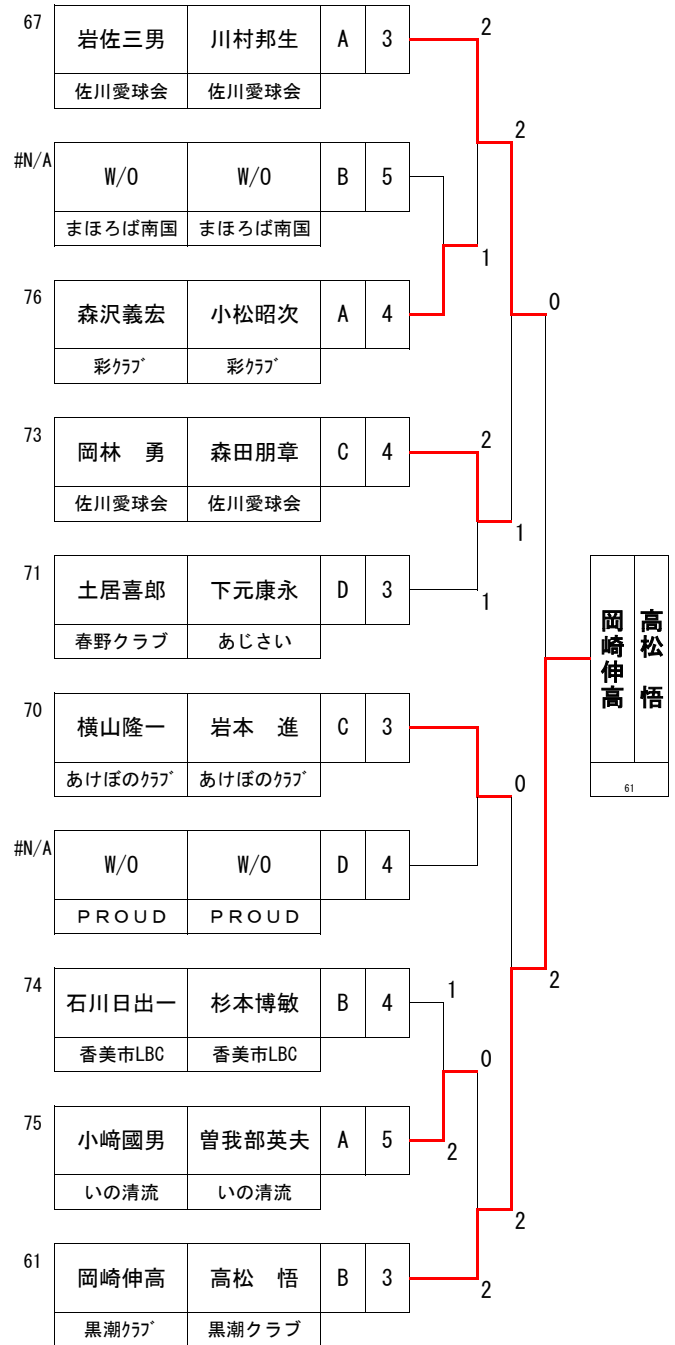 67 岩佐三男 川村邦生 A 3 2
佐川愛球会 佐川愛球会
2
#N/A W/O W/O B 5
まほろば南国 まほろば南国
1
76 森沢義宏 小松昭次 A 4
0
彩ｸﾗﾌﾞ 彩ｸﾗﾌﾞ
73 岡林　勇 森田朋章 C 4 2
佐川愛球会 佐川愛球会
1
71 土居喜郎 下元康永 D 3 1
春野クラブ あじさい
岡崎伸高 高松　悟
61
70 横山隆一 岩本　進 C 3
あけぼのｸﾗﾌﾞ あけぼのｸﾗﾌﾞ
0
#N/A W/O W/O D 4
ＰＲＯＵＤ ＰＲＯＵＤ
74 石川日出一 杉本博敏 B 4 1
2
香美市LBC 香美市LBC
0
75 小﨑國男 曽我部英夫 A 5 2
いの清流 いの清流
2
61 岡崎伸高 高松　悟 B 3 2
黒潮ｸﾗﾌﾞ 黒潮クラブ